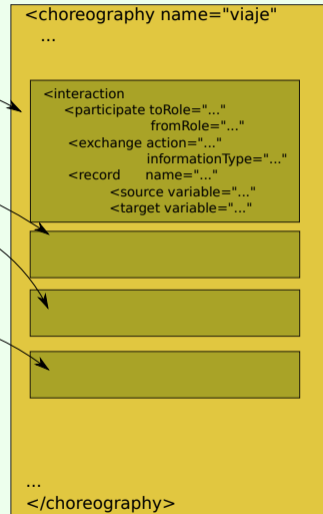 <choreography name="viaje"
...
<interaction
<participate toRole="..."
fromRole="..."
<exchange action="..."
informationType="..."
<record name="..."
<source variable="..."
<target variable="..."
...
</choreography>